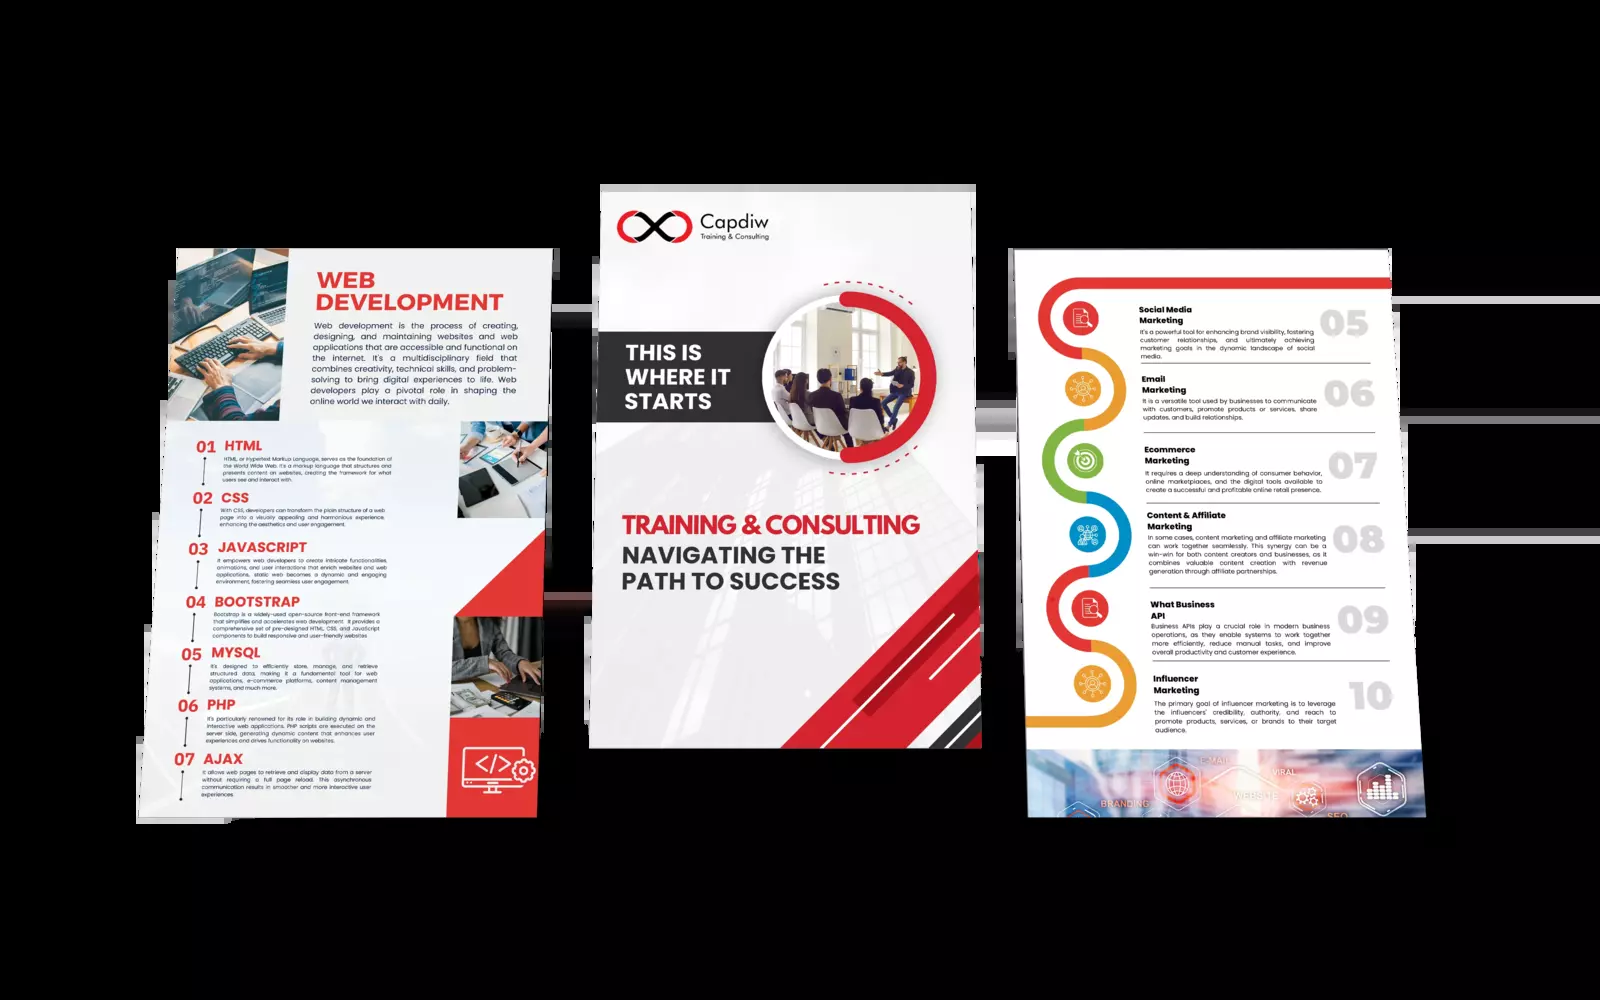 WEB
DEVELOPMENT
Web development is the process of creating,
designing, and maintaining websites and web
applications that are accessible and functional on
the internet. It's a multidisciplinary field that
combines creativity, technical skills, and problem-
solving to bring digital experiences to life. Web
developers play a pivotal role in shaping the
online world we interact with daily.
01 HTML
HTML, or Hypertext Markup Language, serves as the foundation of
the World Wide Web. It's a markup language that structures and
presents content on websites, creating the framework for what
users see and interact with.
02 CSS
With CSS, developers can transform the plain structure of a web
page into a visually appealing and harmonious experience,
enhancing the aesthetics and user engagement.
03 JAVASCRIPT
It empowers web developers to create intricate functionalities,
animations, and user interactions that enrich websites and web
applications, static web becomes a dynamic and engaging
environment, fostering seamless user engagement.
04 BOOTSTRAP
Bootstrap is a widely-used open-source front-end framework
that simplifies and accelerates web development. It provides a
comprehensive set of pre-designed HTML, CSS, and JavaScript
components to build responsive and user-friendly websites
05 MYSQL
It's designed to efficiently store, manage, and retrieve
structured data, making it a fundamental tool for web
applications, e-commerce platforms, content management
systems, and much more.
06 PHP
It's particularly renowned for its role in building dynamic and
interactive web applications. PHP scripts are executed on the
server side, generating dynamic content that enhances user
experiences and drives functionality on websites.
07 AJAX
It allows web pages to retrieve and display data from a server
without requiring a full page reload. This asynchronous
communication results in smoother and more interactive user
experiences.
Capdiw
Training & Consulting
THIS IS
WHERE IT
STARTS
TRAINING & CONSULTING
NAVIGATING THE
PATH TO SUCCESS
Social Media
Marketing
05
It's a powerful tool for enhancing brand visibility, fostering
customer relationships, and ultimately achieving
marketing goals in the dynamic landscape of social
media.
Email
Marketing
06
It is a versatile tool used by businesses to communicate
with customers, promote products or services, share
updates, and build relationships.
Ecommerce
Marketing
07
It requires a deep understanding of consumer behavior,
online marketplaces, and the digital tools available to
create a successful and profitable online retail presence.
Content & Affiliate
Marketing
08
In some cases, content marketing and affiliate marketing
can work together seamlessly. This synergy can be a
win-win for both content creators and businesses, as it
combines valuable content creation with revenue
generation through affiliate partnerships.
What Business
API
09
Business APIs play a crucial role in modern business
operations, as they enable systems to work together
more efficiently, reduce manual tasks, and improve
overall productivity and customer experience.
Influencer
Marketing
10
The primary goal of influencer marketing is to leverage
the influencers' credibility, authority, and reach to
promote products, services, or brands to their target
audience.
E-MAIL
VIRAL
WEBSITE
BRANDING
SEO